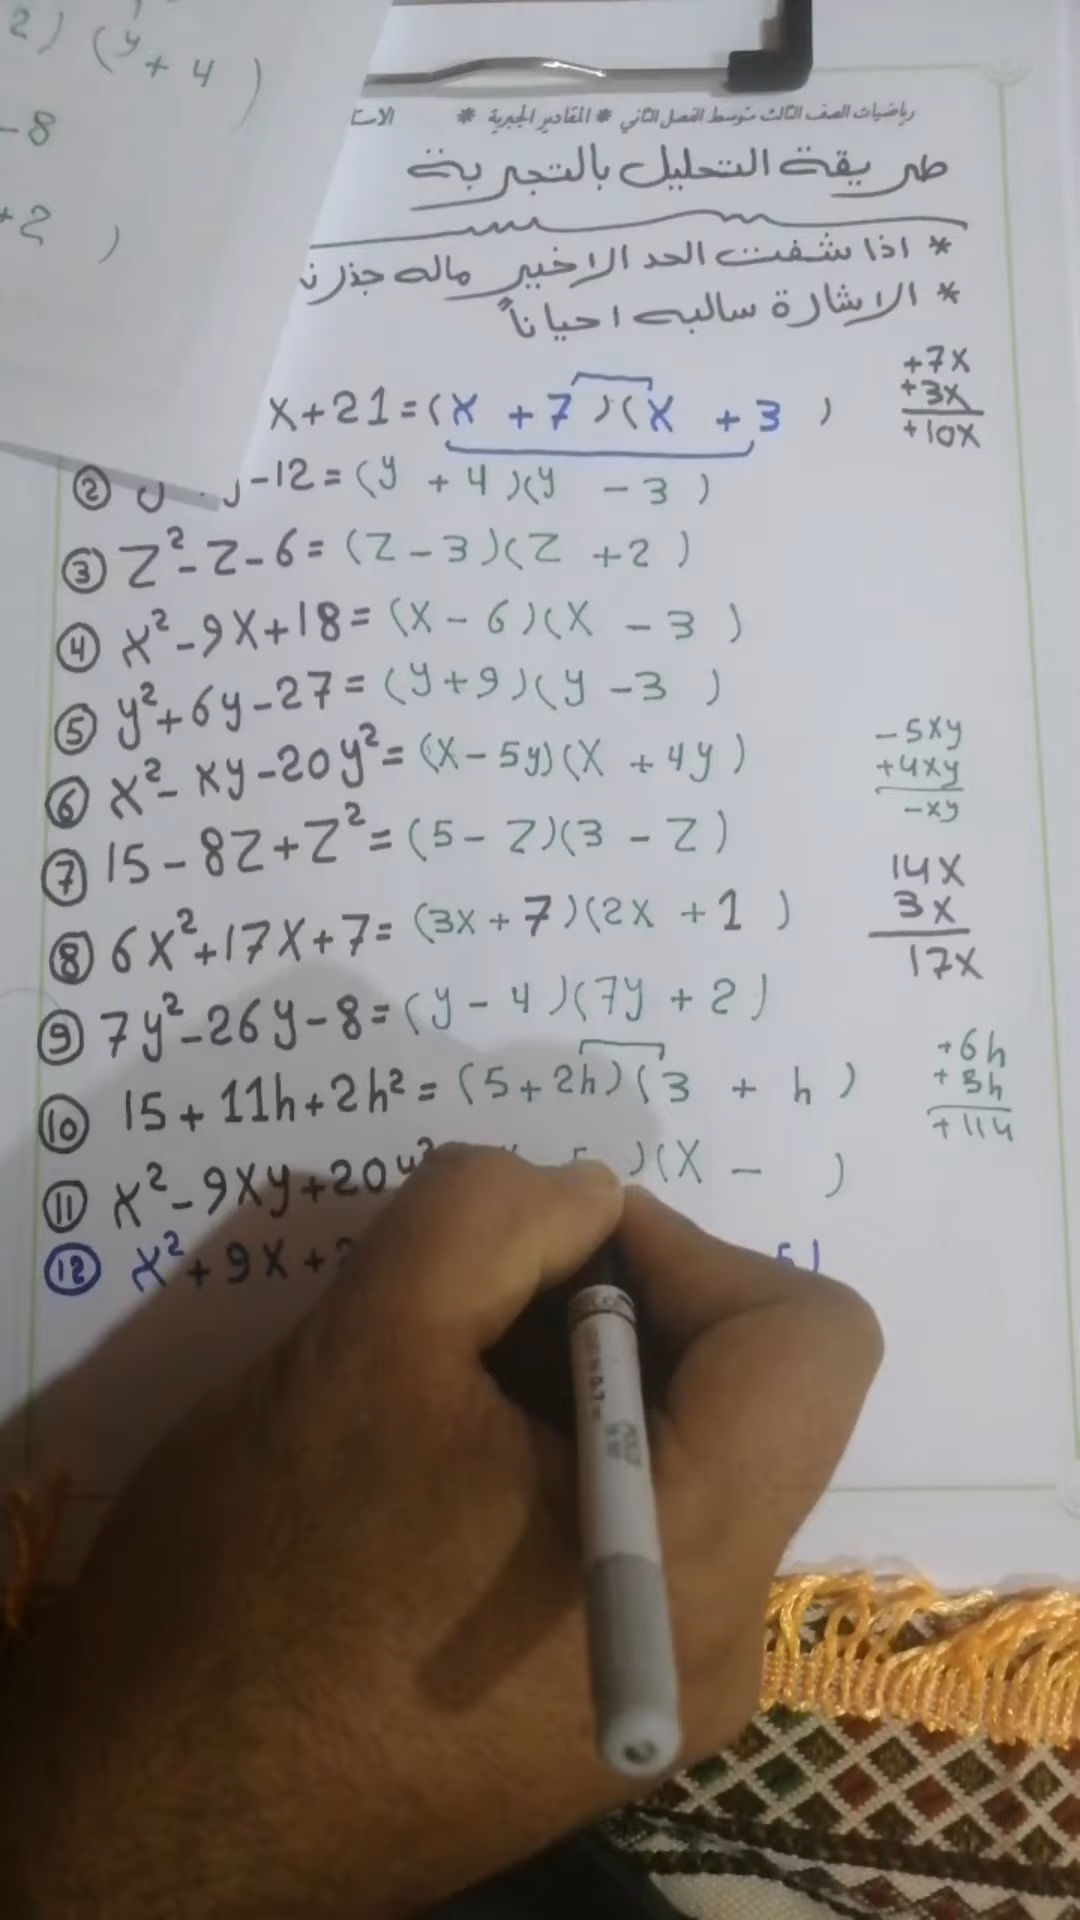 2) (y + 4 )
-8
+2 )
رياضيات الصف الثالث متوسط الفصل الثاني * المقادير الجبرية *
طريقة التحليل بالتجربة
* اذا شفت الحد الاخير ماله جذر
* الاشارة سالبه احياناً
x+21=(x +7)(x +3 )
+7x
+3x
+10x
② -12=(y +4)(y -3 )
③ z²-z-6=(z-3)(z +2 )
④ x²-9x+18=(x-6)(x -3 )
⑤ y²+6y-27=(y+9)(y -3 )
⑥ x²-xy-20y²=(x-5y)(x +4y)
-5xy
+4xy
-xy
⑦ 15-8z+z²=(5-z)(3-z)
⑧ 6x²+17x+7=(3x+7)(2x+1 )
14x
3x
17x
⑨ 7y²-26y-8=(y-4)(7y+2)
⑩ 15+11h+2h²=(5+2h)(3 + h )
+6h
+5h
+11h
⑪ x²-9xy+20y² )(x - )
⑫ x²+9x+